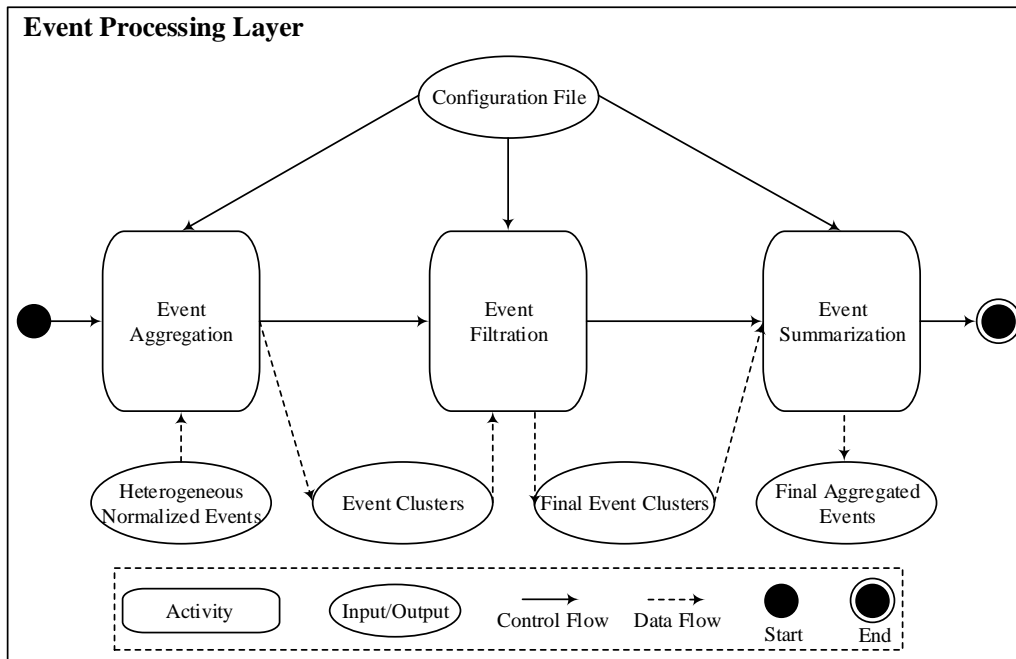 Event Processing Layer
Configuration File
Event
Aggregation
Event
Filtration
Event
Summarization
Heterogeneous
Normalized Events
Event Clusters
Final Event Clusters
Final Aggregated
Events
Activity
Input/Output
Control Flow
Data Flow
Start
End